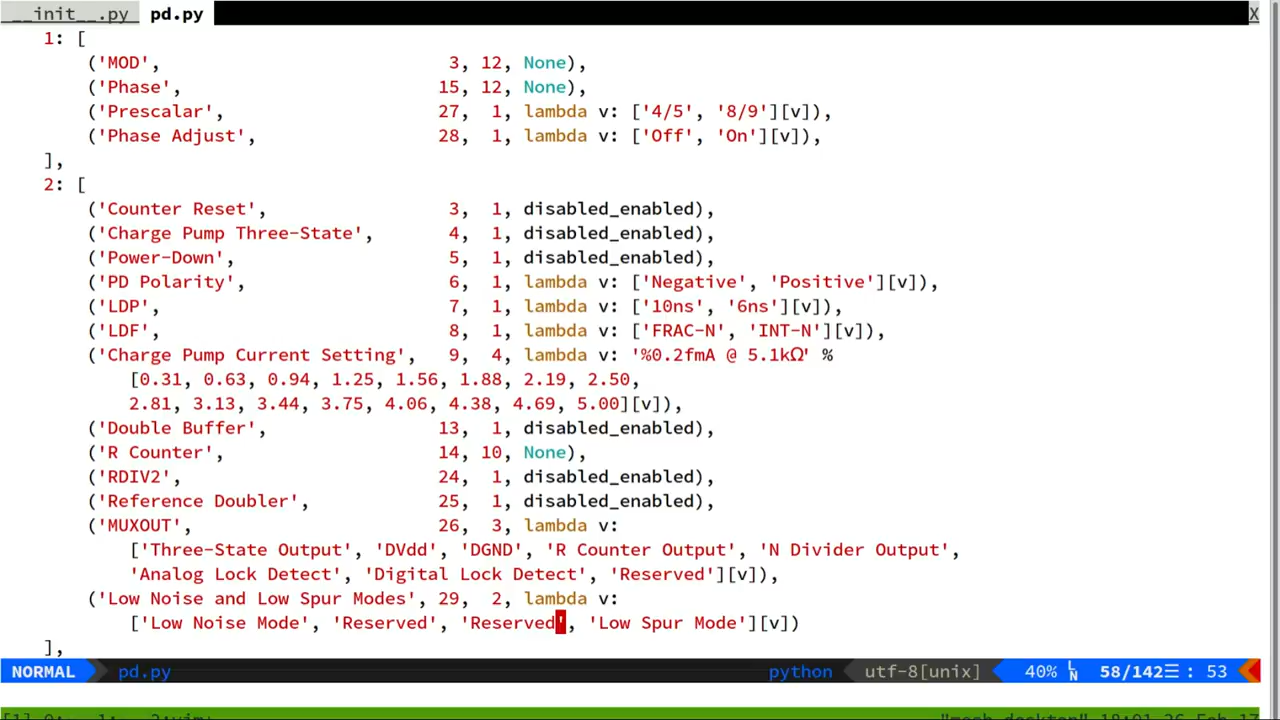 __init__.py  pd.py X
1: [
('MOD', 3, 12, None),
('Phase', 15, 12, None),
('Prescalar', 27, 1, lambda v: ['4/5', '8/9'][v]),
('Phase Adjust', 28, 1, lambda v: ['Off', 'On'][v]),
],
2: [
('Counter Reset', 3, 1, disabled_enabled),
('Charge Pump Three-State', 4, 1, disabled_enabled),
('Power-Down', 5, 1, disabled_enabled),
('PD Polarity', 6, 1, lambda v: ['Negative', 'Positive'][v]),
('LDP', 7, 1, lambda v: ['10ns', '6ns'][v]),
('LDF', 8, 1, lambda v: ['FRAC-N', 'INT-N'][v]),
('Charge Pump Current Setting', 9, 4, lambda v: '%0.2fmA @ 5.1kΩ' %
[0.31, 0.63, 0.94, 1.25, 1.56, 1.88, 2.19, 2.50,
2.81, 3.13, 3.44, 3.75, 4.06, 4.38, 4.69, 5.00][v]),
('Double Buffer', 13, 1, disabled_enabled),
('R Counter', 14, 10, None),
('RDIV2', 24, 1, disabled_enabled),
('Reference Doubler', 25, 1, disabled_enabled),
('MUXOUT', 26, 3, lambda v:
['Three-State Output', 'DVdd', 'DGND', 'R Counter Output', 'N Divider Output',
'Analog Lock Detect', 'Digital Lock Detect', 'Reserved'][v]),
('Low Noise and Low Spur Modes', 29, 2, lambda v:
['Low Noise Mode', 'Reserved', 'Reserved', 'Low Spur Mode'][v])
],
NORMAL pd.py python utf-8[unix] 40% LN 58/142☰ : 53